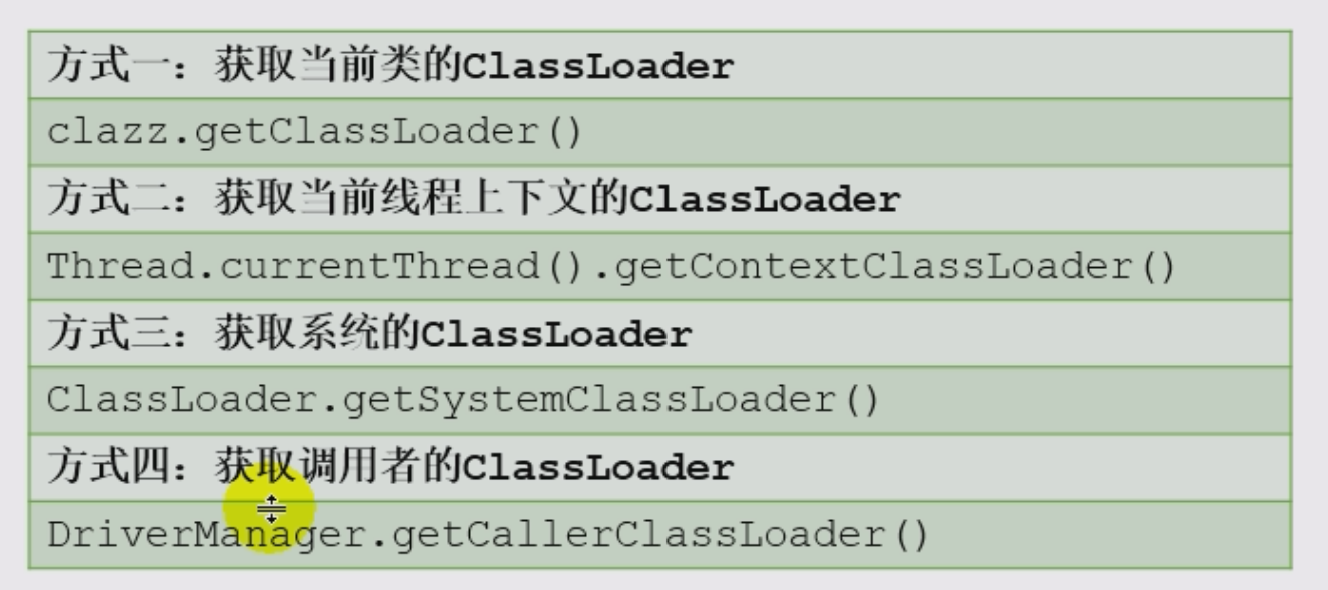 方式一：获取当前类的ClassLoader
clazz.getClassLoader()
方式二：获取当前线程上下文的ClassLoader
Thread.currentThread().getContextClassLoader()
方式三：获取系统的ClassLoader
ClassLoader.getSystemClassLoader()
方式四：获取调用者的ClassLoader
DriverManager.getCallerClassLoader()